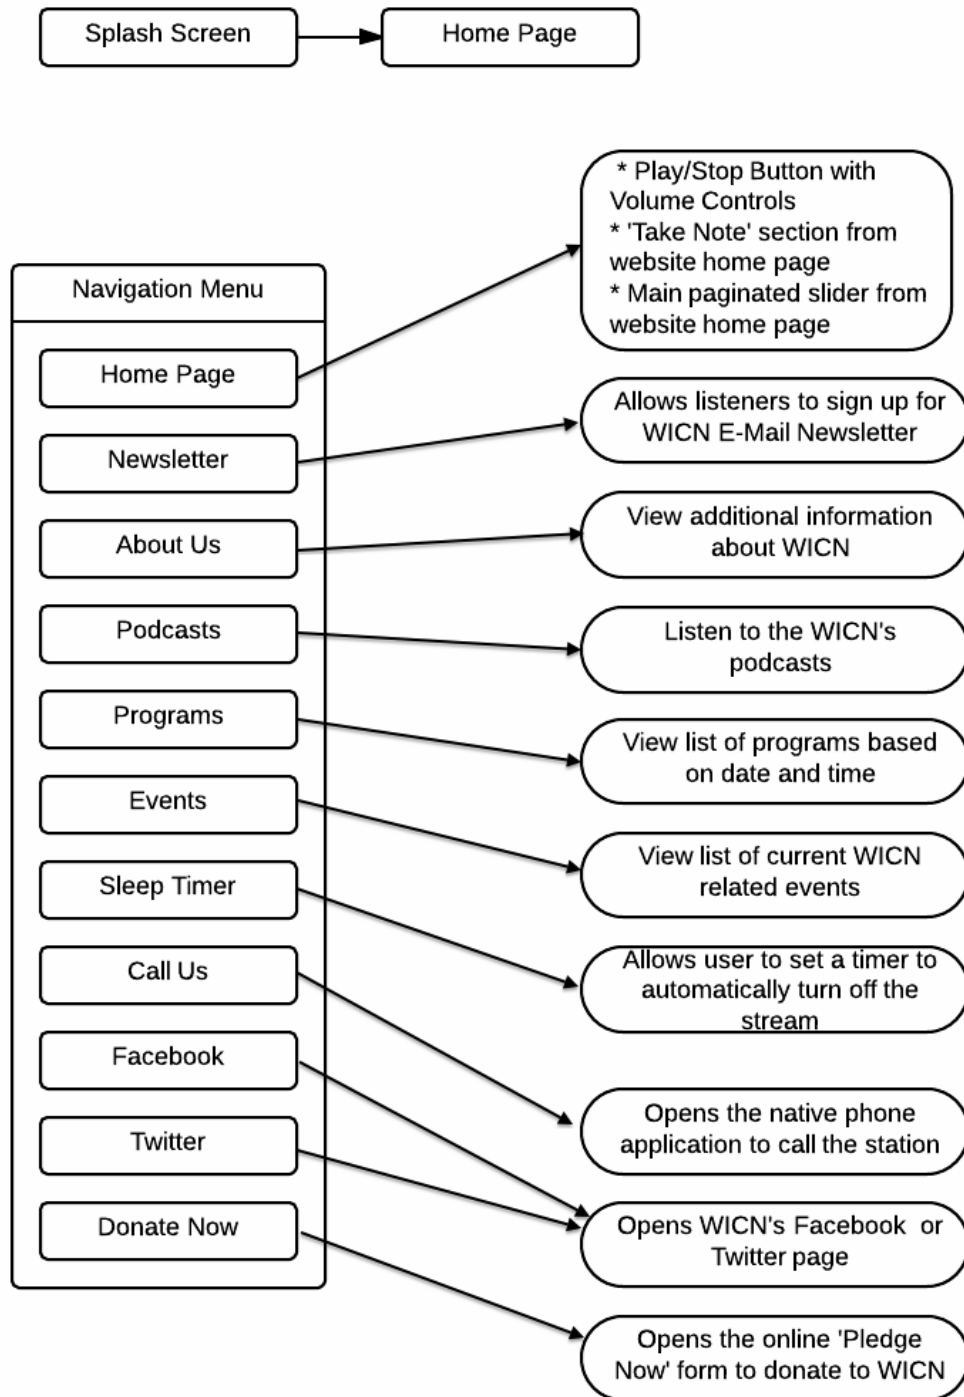 Splash Screen
Home Page
* Play/Stop Button with
Volume Controls
* 'Take Note' section from
website home page
* Main paginated slider from
website home page
Navigation Menu
Home Page
Allows listeners to sign up for
WICN E-Mail Newsletter
Newsletter
View additional information
about WICN
About Us
Listen to the WICN's
podcasts
Podcasts
Programs
View list of programs based
on date and time
Events
View list of current WICN
related events
Sleep Timer
Allows user to set a timer to
automatically turn off the
stream
Call Us
Opens the native phone
application to call the station
Facebook
Twitter
Opens WICN's Facebook or
Twitter page
Donate Now
Opens the online 'Pledge
Now' form to donate to WICN